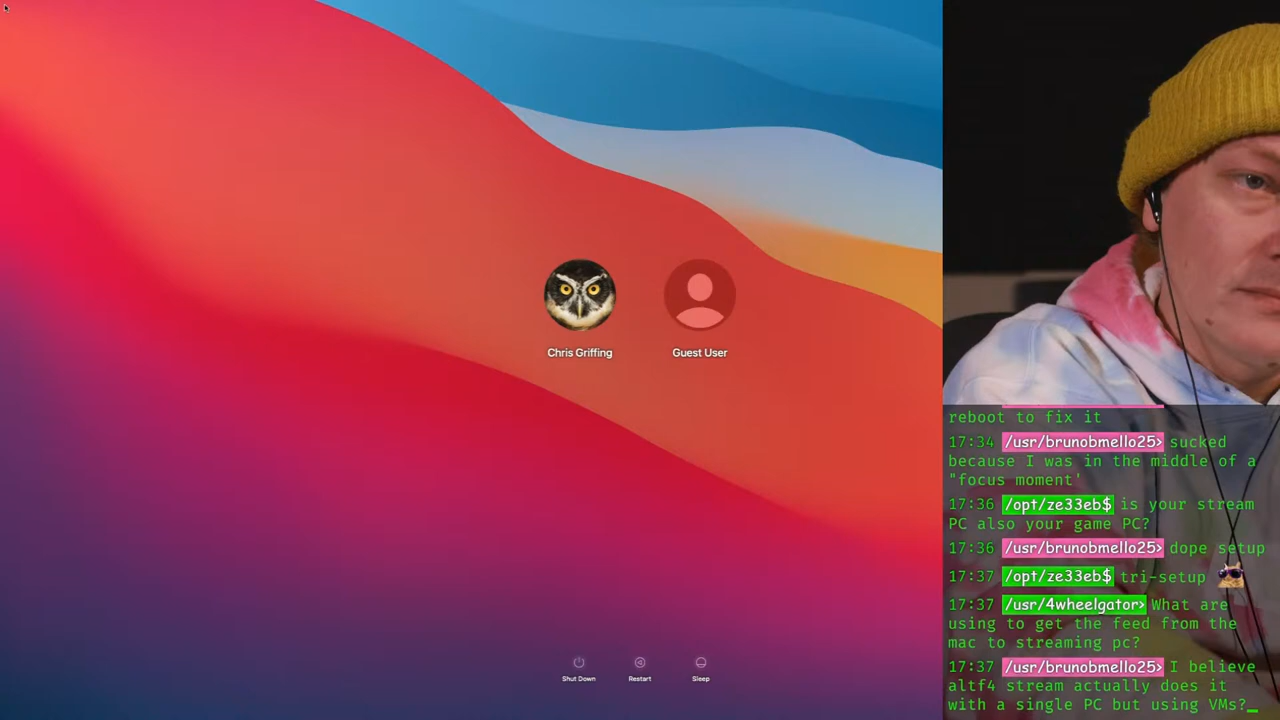 Chris Griffing
Guest User
Shut Down
Restart
Sleep
reboot to fix it
17:34 /usr/brunobmello25> sucked
because I was in the middle of a
"focus moment'
17:36 /opt/ze33eb$ is your stream
PC also your game PC?
17:36 /usr/brunobmello25> dope setup
17:37 /opt/ze33eb$ tri-setup
17:37 /usr/4wheelgator> What are
using to get the feed from the
mac to streaming pc?
17:37 /usr/brunobmello25> I believe
altf4 stream actually does it
with a single PC but using VMs?_